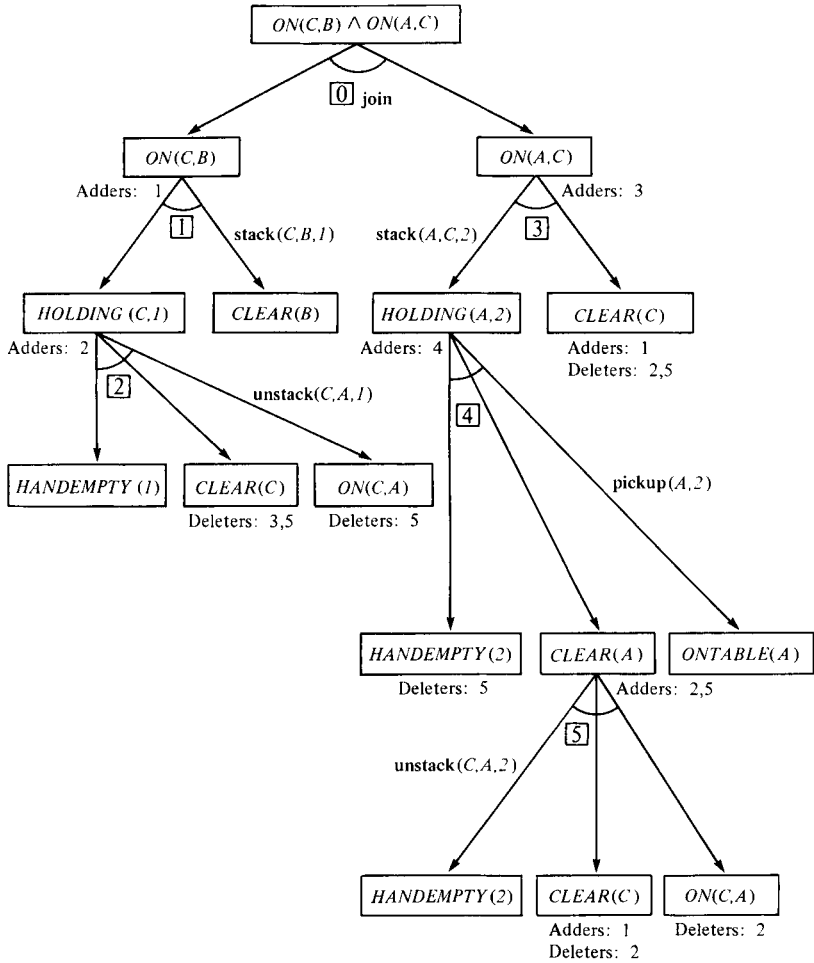 ON(C,B) ∧ ON(A,C)
0 join
ON(C,B)
ON(A,C)
Adders: 1
Adders: 3
1
3
stack(C,B,1)
stack(A,C,2)
HOLDING (C,1)
CLEAR(B)
HOLDING(A,2)
CLEAR(C)
Adders: 2
Adders: 4
Adders: 1
Deleters: 2,5
2
4
unstack(C,A,1)
pickup(A,2)
HANDEMPTY (1)
CLEAR(C)
ON(C,A)
Deleters: 3,5
Deleters: 5
HANDEMPTY(2)
CLEAR(A)
ONTABLE(A)
Deleters: 5
Adders: 2,5
5
unstack(C,A,2)
HANDEMPTY(2)
CLEAR(C)
ON(C,A)
Adders: 1
Deleters: 2
Deleters: 2